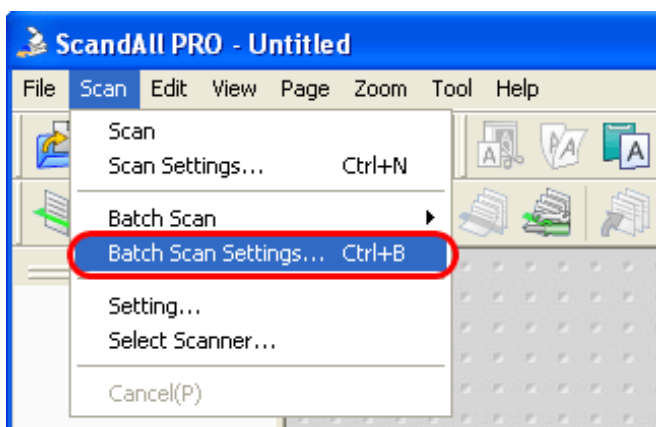 ScandAll PRO - Untitled
File Scan Edit View Page Zoom Tool Help
Scan
Scan Settings... Ctrl+N
Batch Scan
Batch Scan Settings... Ctrl+B
Setting...
Select Scanner...
Cancel(P)